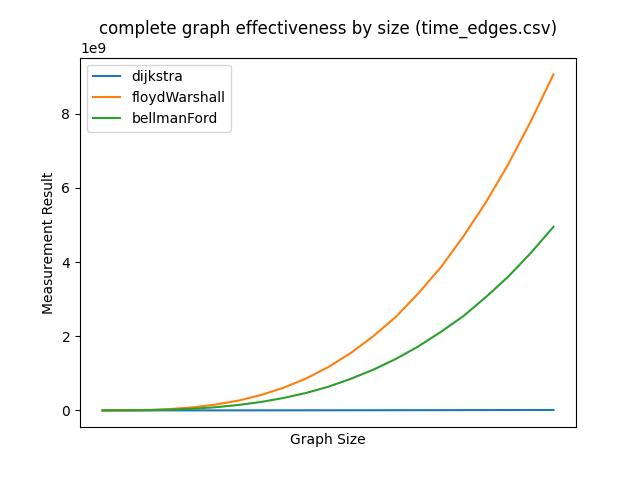 complete graph effectiveness by size (time_edges.csv)
1e9
dijkstra
floydWarshall
bellmanFord
8
6
4
2
0
Measurement Result
Graph Size